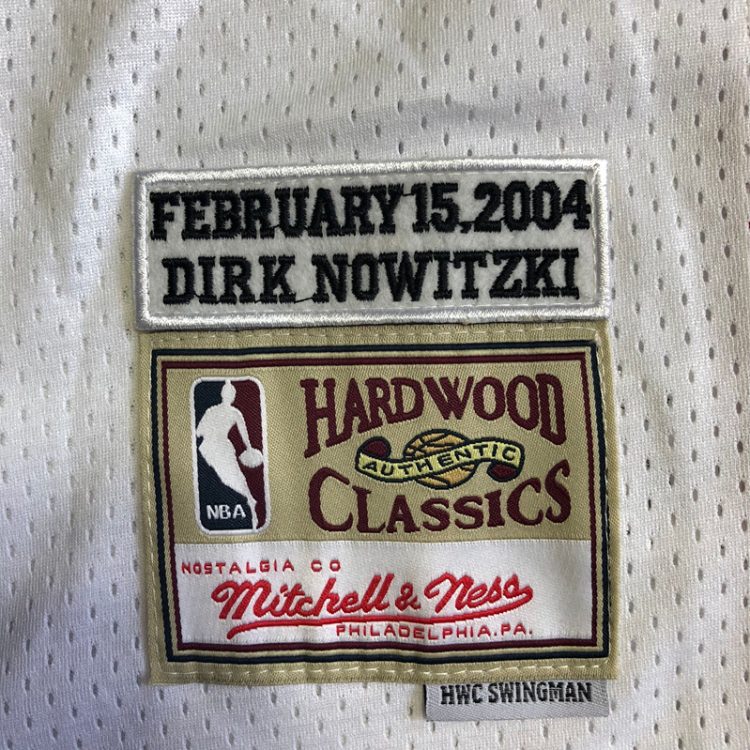 FEBRUARY 15, 2004
DIRK NOWITZKI
NBA
HARDWOOD
AUTHENTIC
CLASSICS
NOSTALGIA CO
Mitchell & Ness
PHILADELPHIA. PA.
HWC SWINGMAN